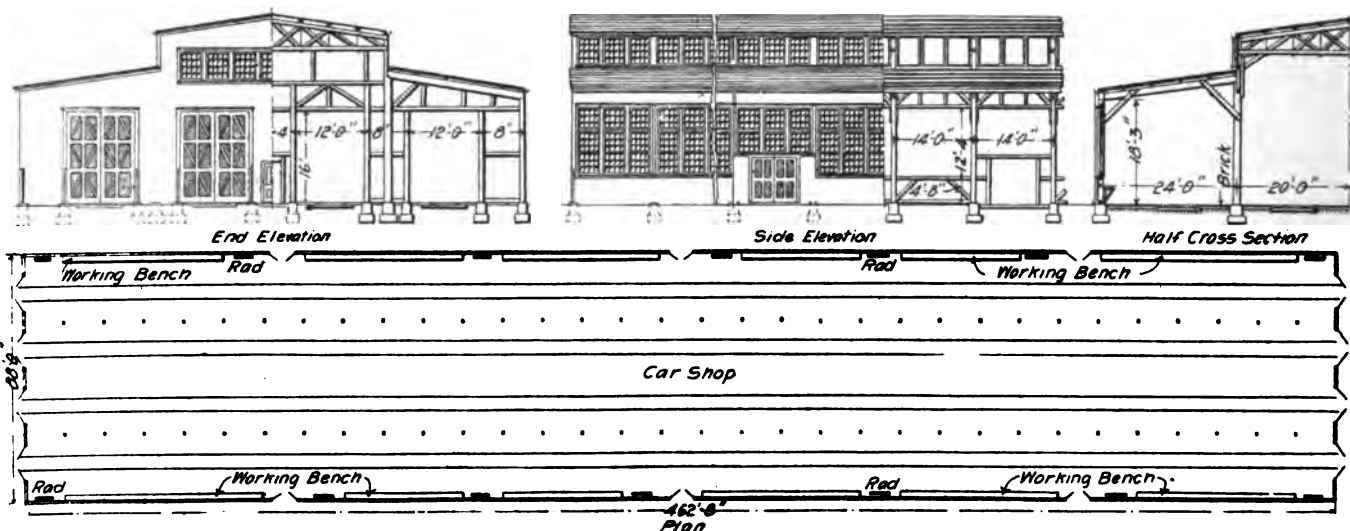 4
12'-0"
8"
12'-0"
8"
16'
14'-0"
14'-0"
12'-4"
4'-8"
18'-3"
Brick
24'-0"
20'-0"
End Elevation
Side Elevation
Half Cross Section
Working Bench
Rad
Rad
Working Bench
Car Shop
Rad
Working Bench
Rad
Working Bench
462'-8"
Plan